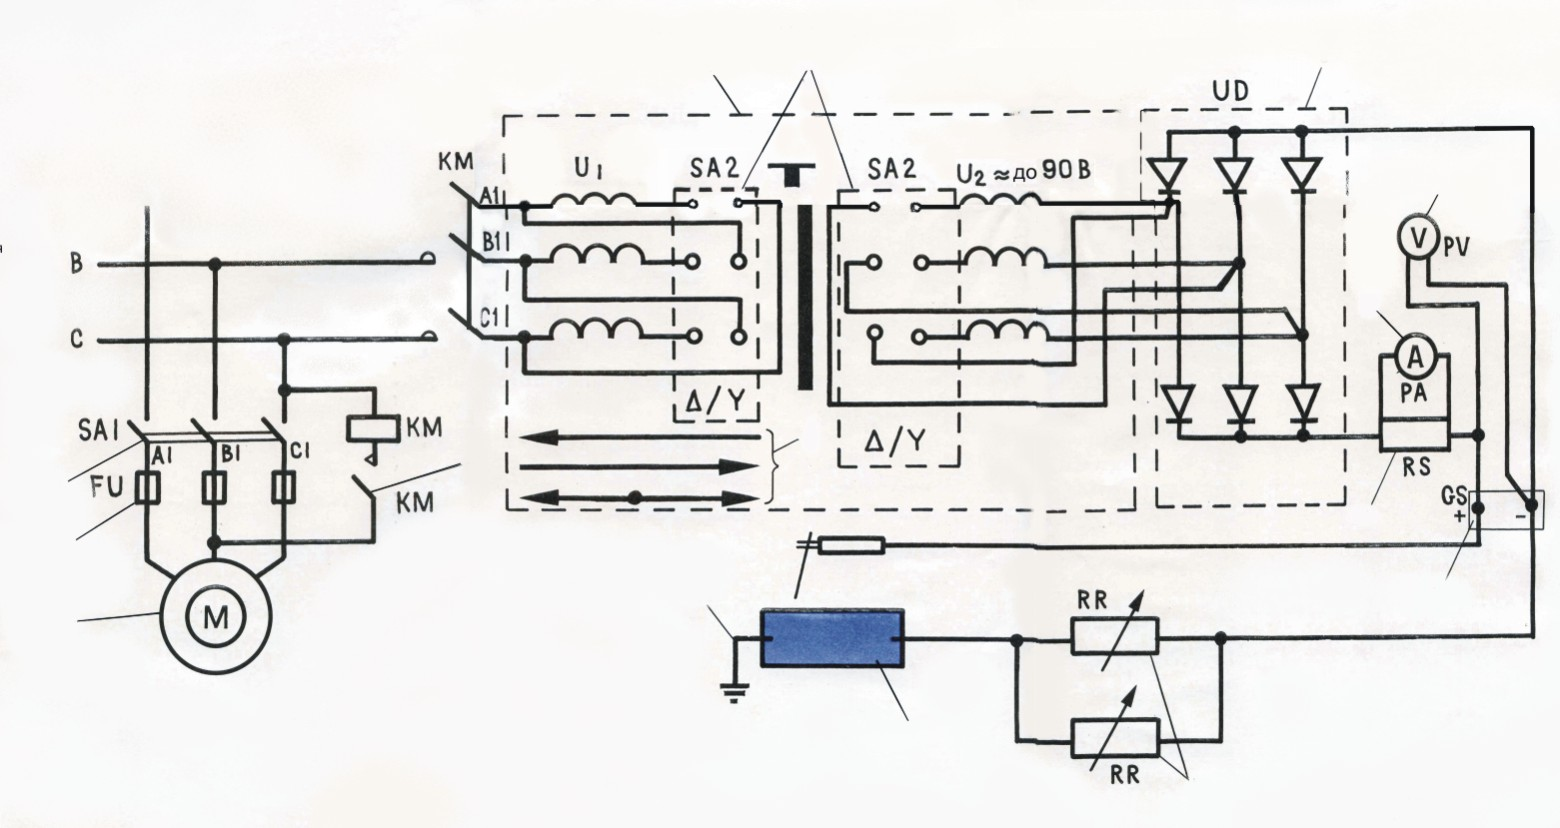 UD
KM
U1
SA2
SA2
U2 ≈ до 90 В
A1
B1
C1
B
C
V
PV
A
PA
RS
Δ/Y
Δ/Y
SA1
A1
B1
C1
KM
FU
KM
GS
+
-
M
RR
RR